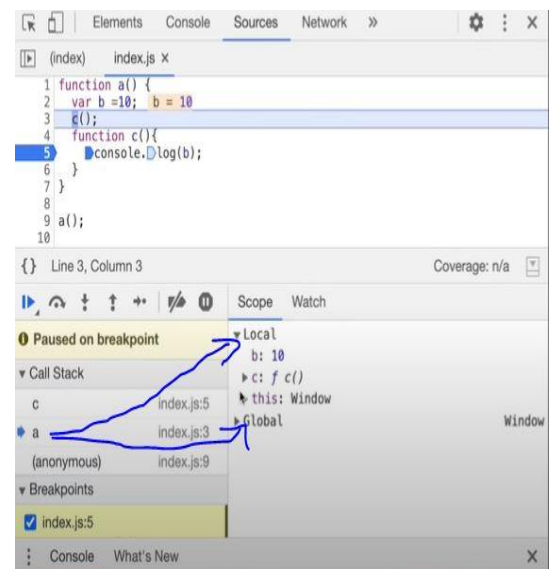 Elements Console Sources Network »
(index) index.js ×
1 function a() {
2 var b =10; b = 10
3 c();
4 function c(){
5 console.log(b);
6 }
7 }
8
9 a();
10
{} Line 3, Column 3 Coverage: n/a
Scope Watch
Paused on breakpoint
▼ Local
b: 10
▼ Call Stack
▶ c: ƒ c()
c index.js:5
▶ this: Window
a index.js:3
▶ Global Window
(anonymous) index.js:9
▼ Breakpoints
index.js:5
Console What's New